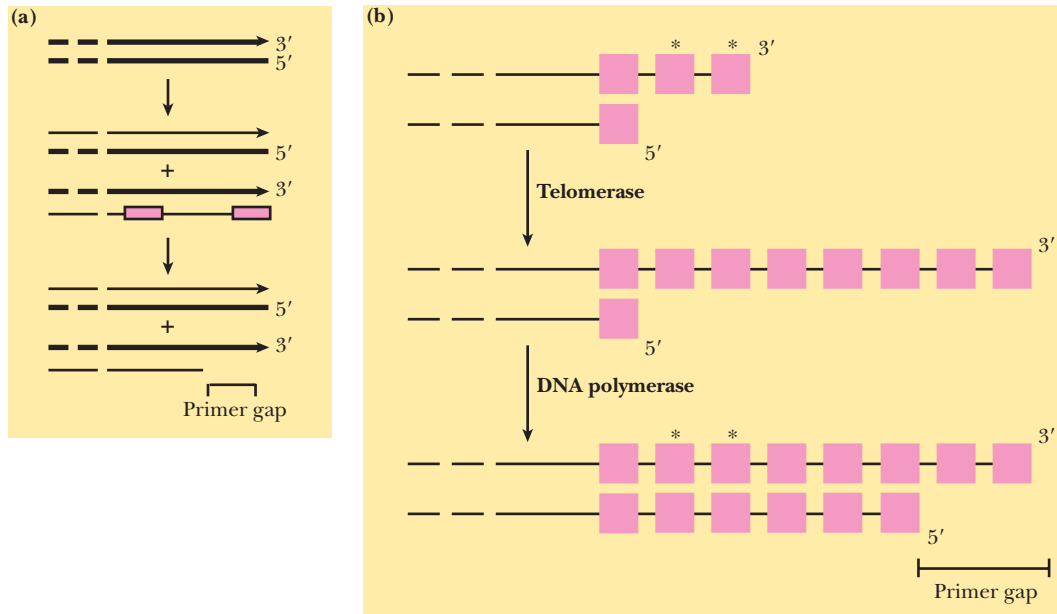 (a)
3′
5′
5′
+
3′
5′
+
3′
Primer gap
(b)
* * 3′
5′
Telomerase
3′
5′
DNA polymerase
* * 3′
5′
Primer gap